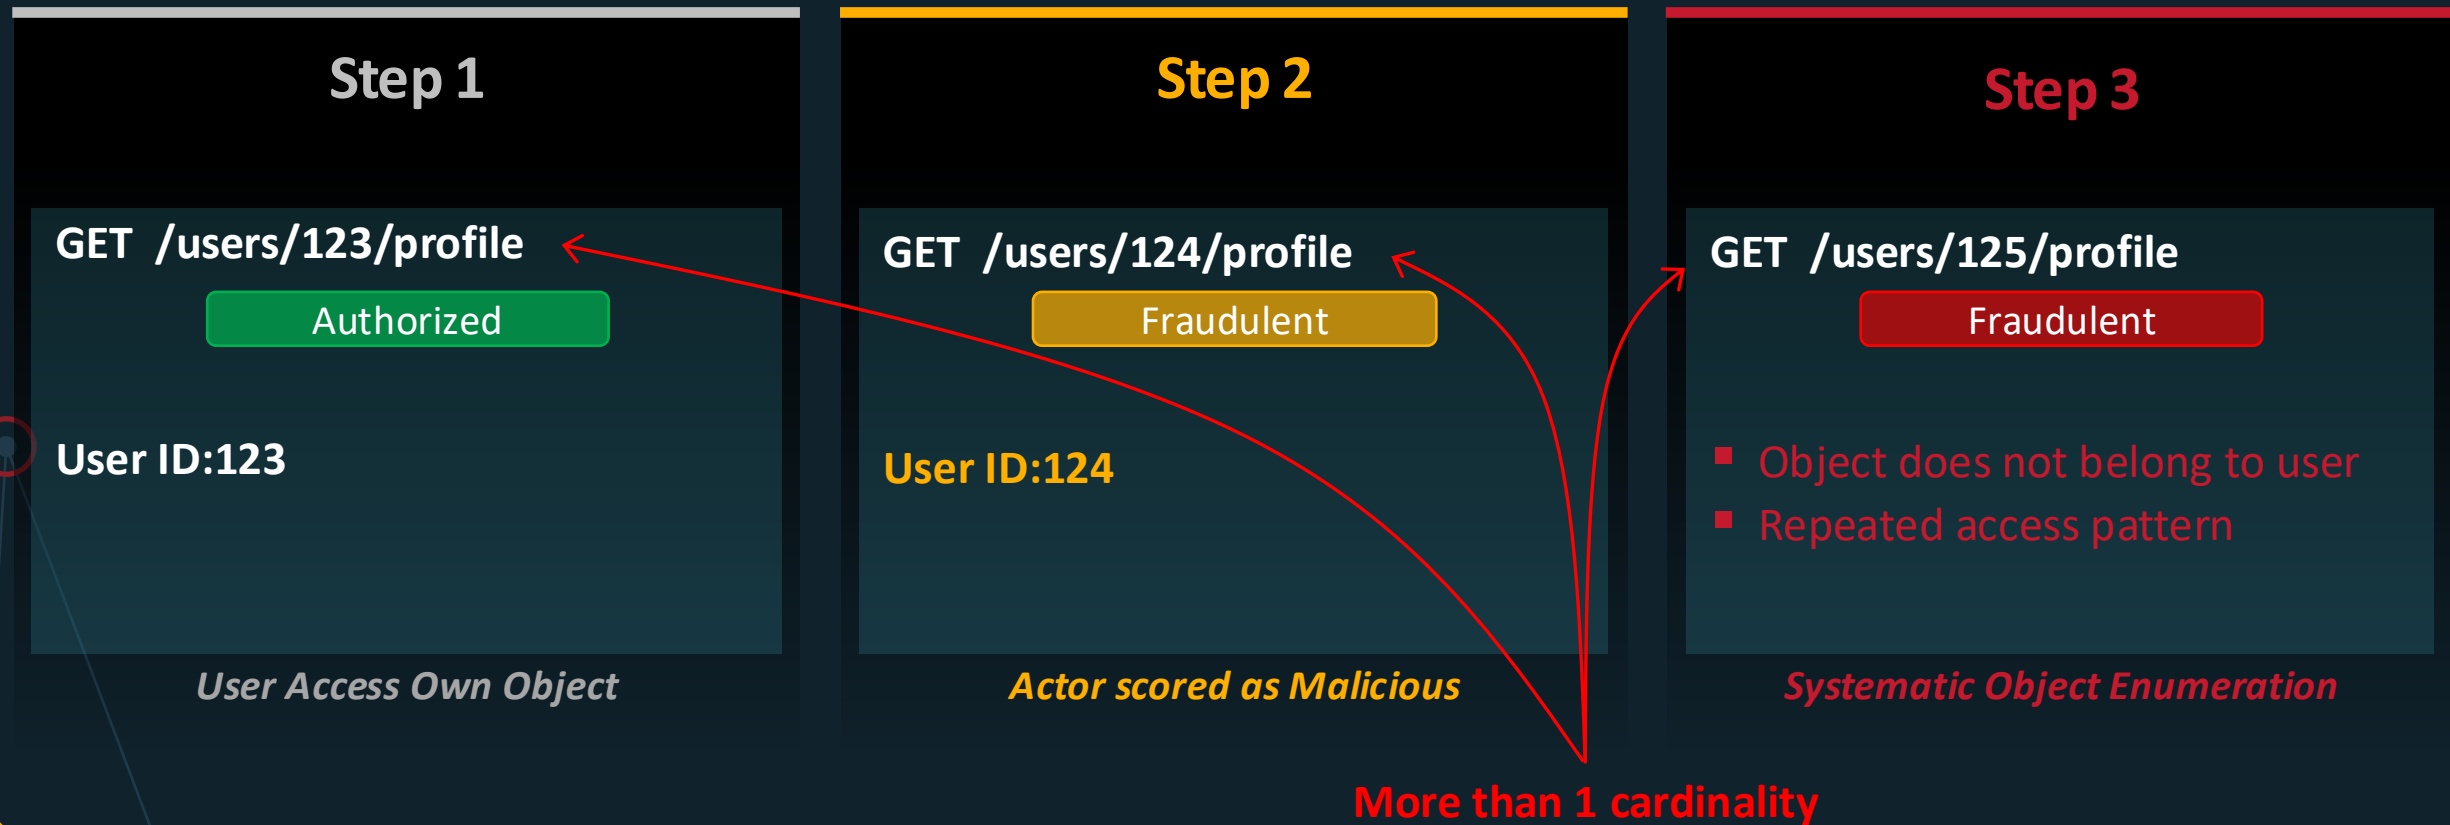 Step 1
GET /users/123/profile
Authorized
User ID:123
User Access Own Object
Step 2
GET /users/124/profile
Fraudulent
User ID:124
Actor scored as Malicious
Step 3
GET /users/125/profile
Fraudulent
Object does not belong to user
Repeated access pattern
Systematic Object Enumeration
More than 1 cardinality